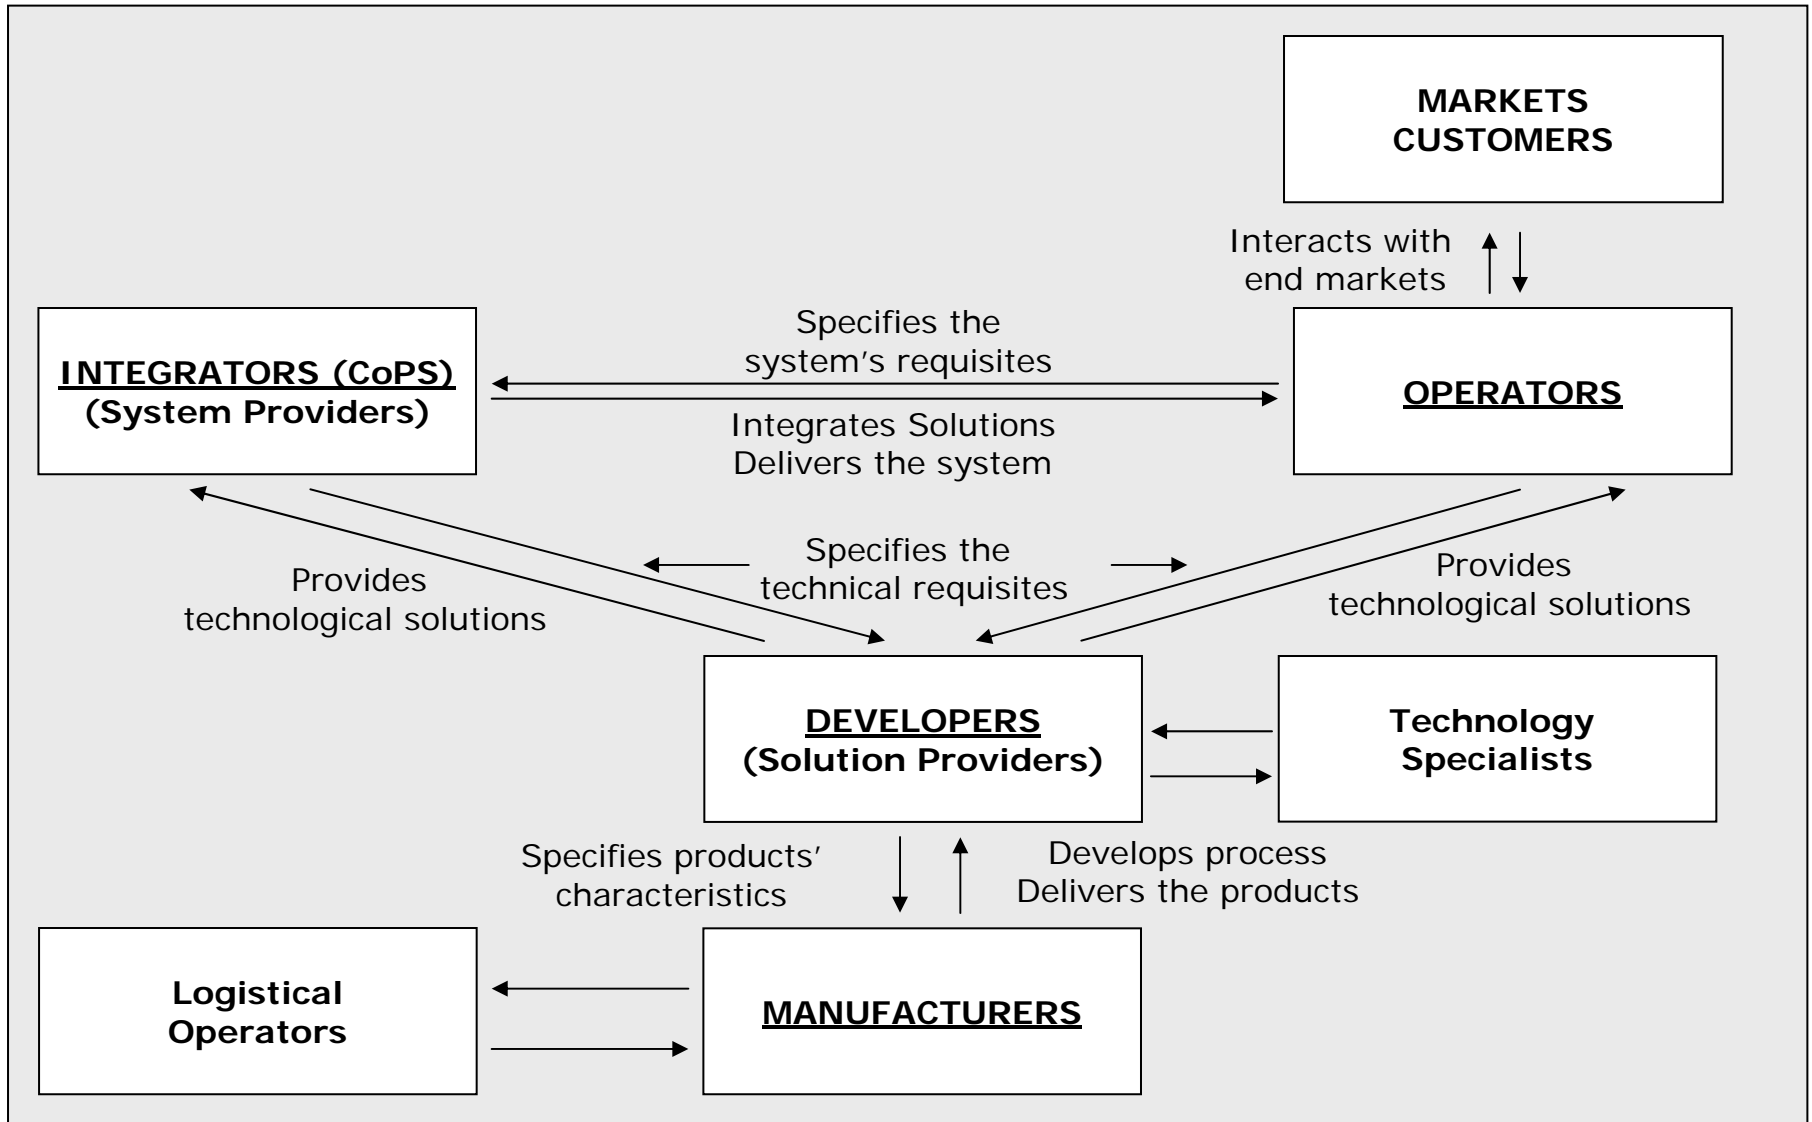 MARKETS
CUSTOMERS
Interacts with
end markets
INTEGRATORS (CoPS)
(System Providers)
Specifies the
system’s requisites
Integrates Solutions
Delivers the system
OPERATORS
Provides
technological solutions
Specifies the
technical requisites
Provides
technological solutions
DEVELOPERS
(Solution Providers)
Technology
Specialists
Specifies products’
characteristics
Develops process
Delivers the products
Logistical
Operators
MANUFACTURERS